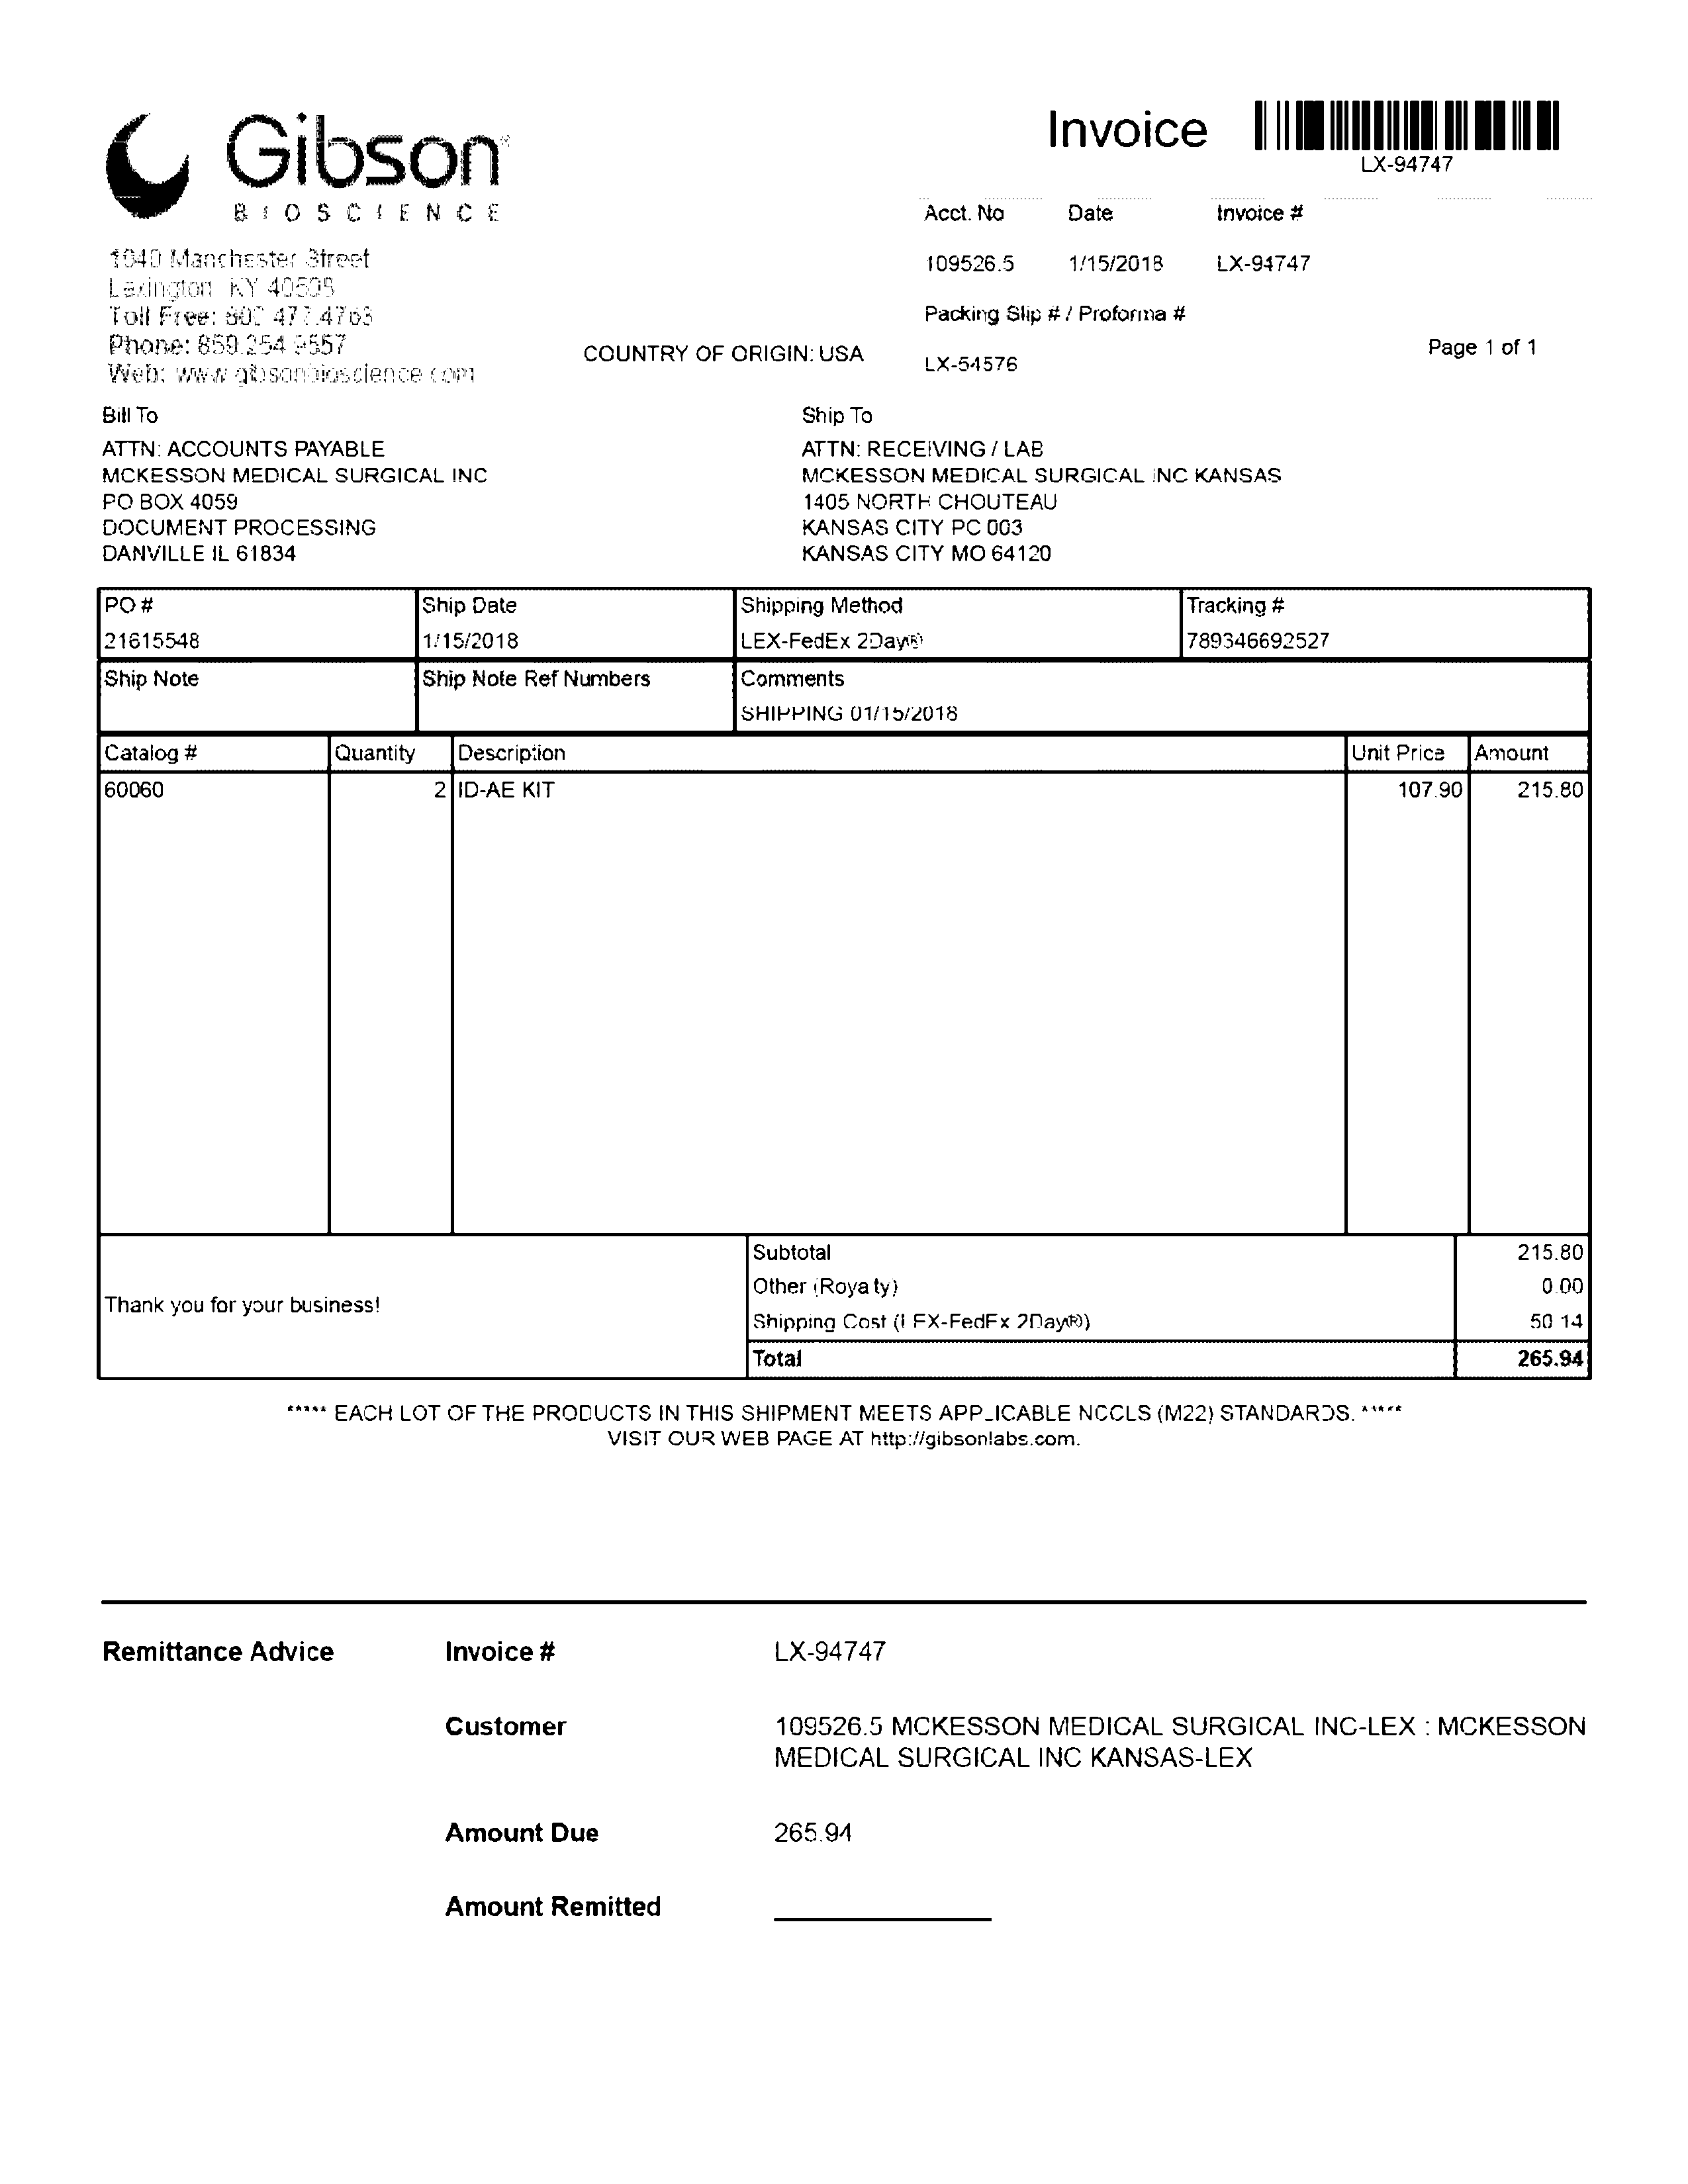 Gibson
BIOSCIENCE
Invoice
LX-94747
Acct. No Date Invoice #
109526.5 1/15/2018 LX-94747
Packing Slip # / Proforma #
LX-54576
Page 1 of 1
1040 Manchester Street
Lexington KY
Toll Free:
Phone: 859.254
Web: www.gibsonbioscience.com
COUNTRY OF ORIGIN: USA
Bill To
ATTN: ACCOUNTS PAYABLE
MCKESSON MEDICAL SURGICAL INC
PO BOX 4059
DOCUMENT PROCESSING
DANVILLE IL 61834
Ship To
ATTN: RECEIVING / LAB
MCKESSON MEDICAL SURGICAL INC KANSAS
1405 NORTH CHOUTEAU
KANSAS CITY PC 003
KANSAS CITY MO 64120
PO # Ship Date Shipping Method Tracking #
21615548 1/15/2018 LEX-FedEx 2Day® 789346692527
Ship Note Ship Note Ref Numbers Comments
SHIPPING 01/15/2018
Catalog # Quantity Description Unit Price Amount
60060 2 ID-AE KIT 107.90 215.80
Thank you for your business!
Subtotal 215.80
Other (Royalty) 0.00
Shipping Cost (LEX-FedEx 2Day®) 50.14
Total 265.94
***** EACH LOT OF THE PRODUCTS IN THIS SHIPMENT MEETS APPLICABLE NCCLS (M22) STANDARDS. *****
VISIT OUR WEB PAGE AT http://gibsonlabs.com.
Remittance Advice Invoice # LX-94747
Customer 109526.5 MCKESSON MEDICAL SURGICAL INC-LEX : MCKESSON
MEDICAL SURGICAL INC KANSAS-LEX
Amount Due 265.94
Amount Remitted